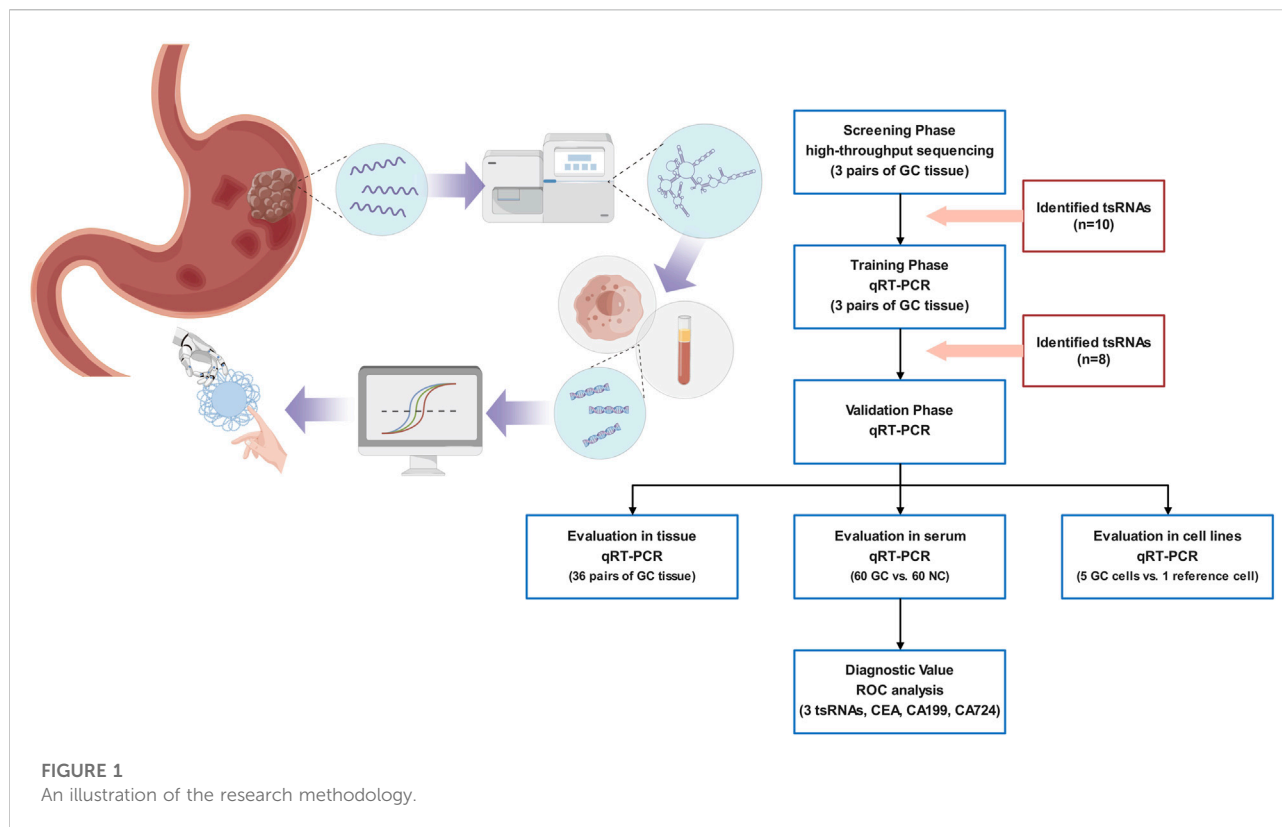 Screening Phase
high-throughput sequencing
(3 pairs of GC tissue)
Identified tsRNAs
(n=10)
Training Phase
qRT-PCR
(3 pairs of GC tissue)
Identified tsRNAs
(n=8)
Validation Phase
qRT-PCR
Evaluation in tissue
qRT-PCR
(36 pairs of GC tissue)
Evaluation in serum
qRT-PCR
(60 GC vs. 60 NC)
Evaluation in cell lines
qRT-PCR
(5 GC cells vs. 1 reference cell)
Diagnostic Value
ROC analysis
(3 tsRNAs, CEA, CA199, CA724)
FIGURE 1
An illustration of the research methodology.